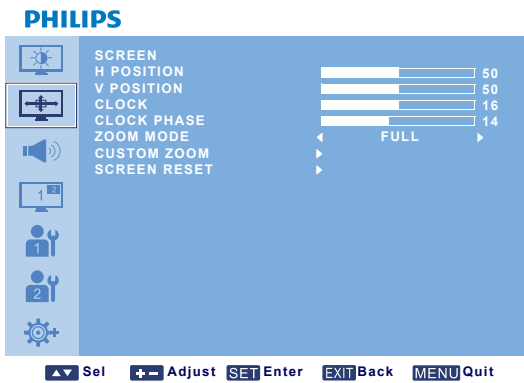 PHILIPS
SCREEN
H POSITION 50
V POSITION 50
CLOCK 16
CLOCK PHASE 14
ZOOM MODE FULL
CUSTOM ZOOM
SCREEN RESET
1 2
1
2
Sel Adjust SET Enter EXIT Back MENU Quit